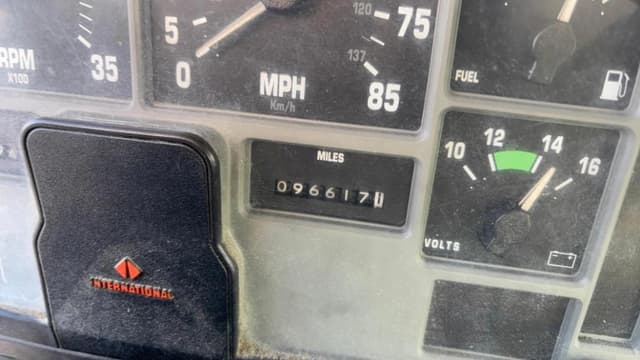 RPM
X100
35
5
0
MPH
Km/h
120
75
137
85
FUEL
MILES
096617
10 12 14 16
VOLTS
INTERNATIONAL